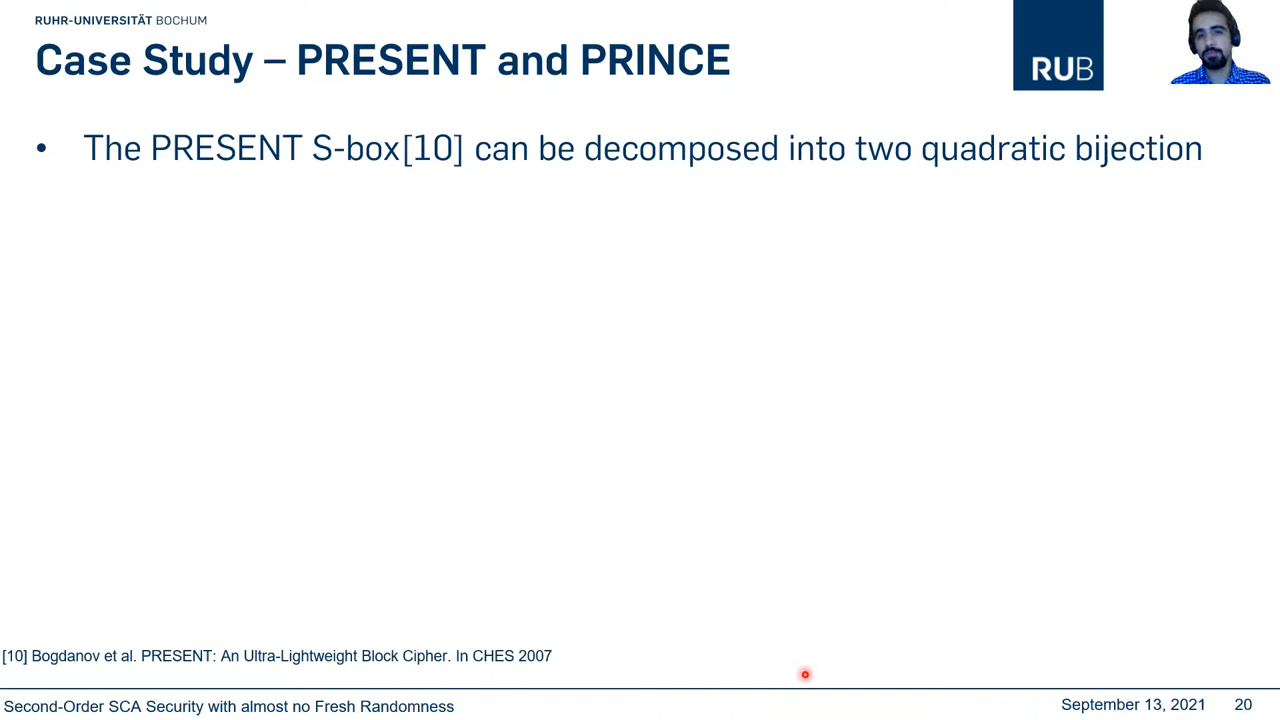 RUHR-UNIVERSITÄT BOCHUM
Case Study – PRESENT and PRINCE
RUB
• The PRESENT S-box[10] can be decomposed into two quadratic bijection
[10] Bogdanov et al. PRESENT: An Ultra-Lightweight Block Cipher. In CHES 2007
Second-Order SCA Security with almost no Fresh Randomness
September 13, 2021 20